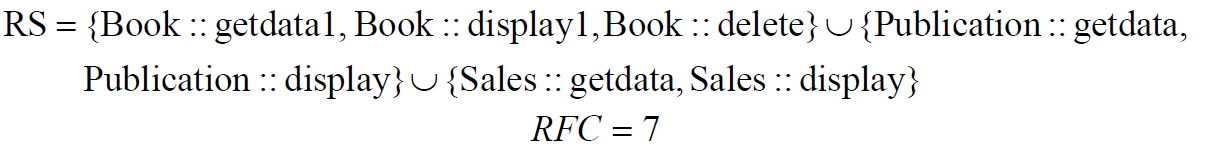 RS = {Book :: getdata1, Book :: display1,Book :: delete} ∪ {Publication :: getdata,
Publication :: display} ∪ {Sales :: getdata, Sales :: display}
RFC = 7